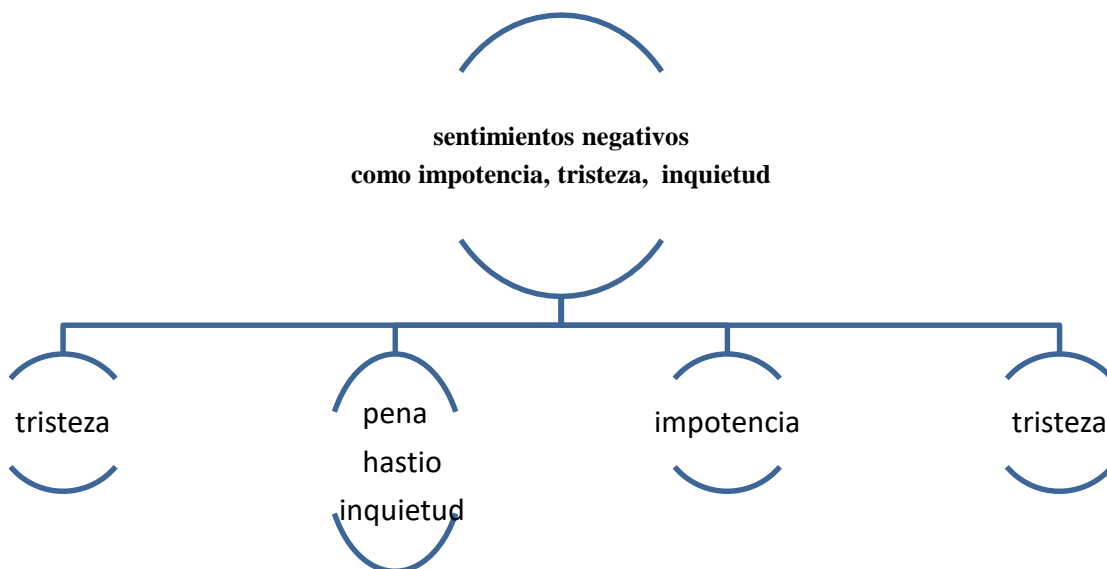 sentimientos negativos
como impotencia, tristeza, inquietud
tristeza
pena
hastio
inquietud
impotencia
tristeza